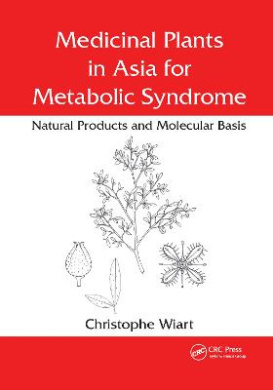 Medicinal Plants
in Asia for
Metabolic Syndrome
Natural Products and Molecular Basis
Christophe Wiart
CRC Press